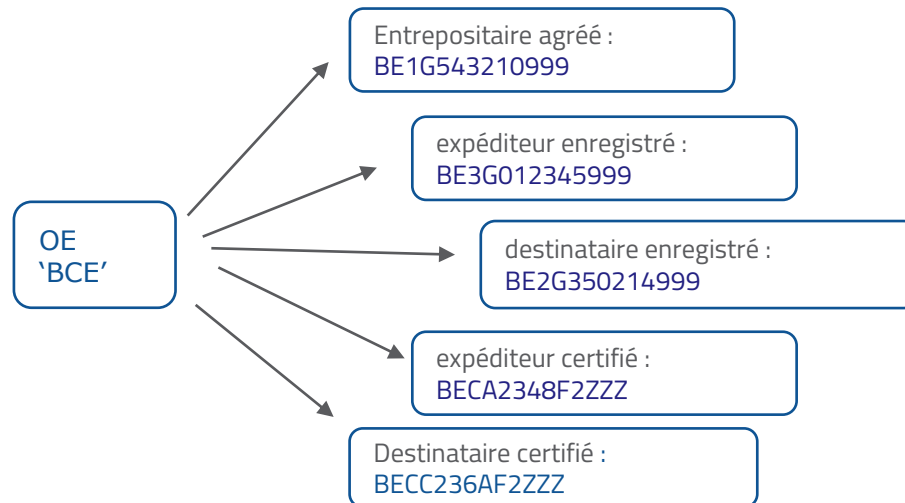 Entrepositaire agréé :
BE1G543210999
expéditeur enregistré :
BE3G012345999
OE
‘BCE’
destinataire enregistré :
BE2G350214999
expéditeur certifié :
BECA2348F2ZZZ
Destinataire certifié :
BECC236AF2ZZZ